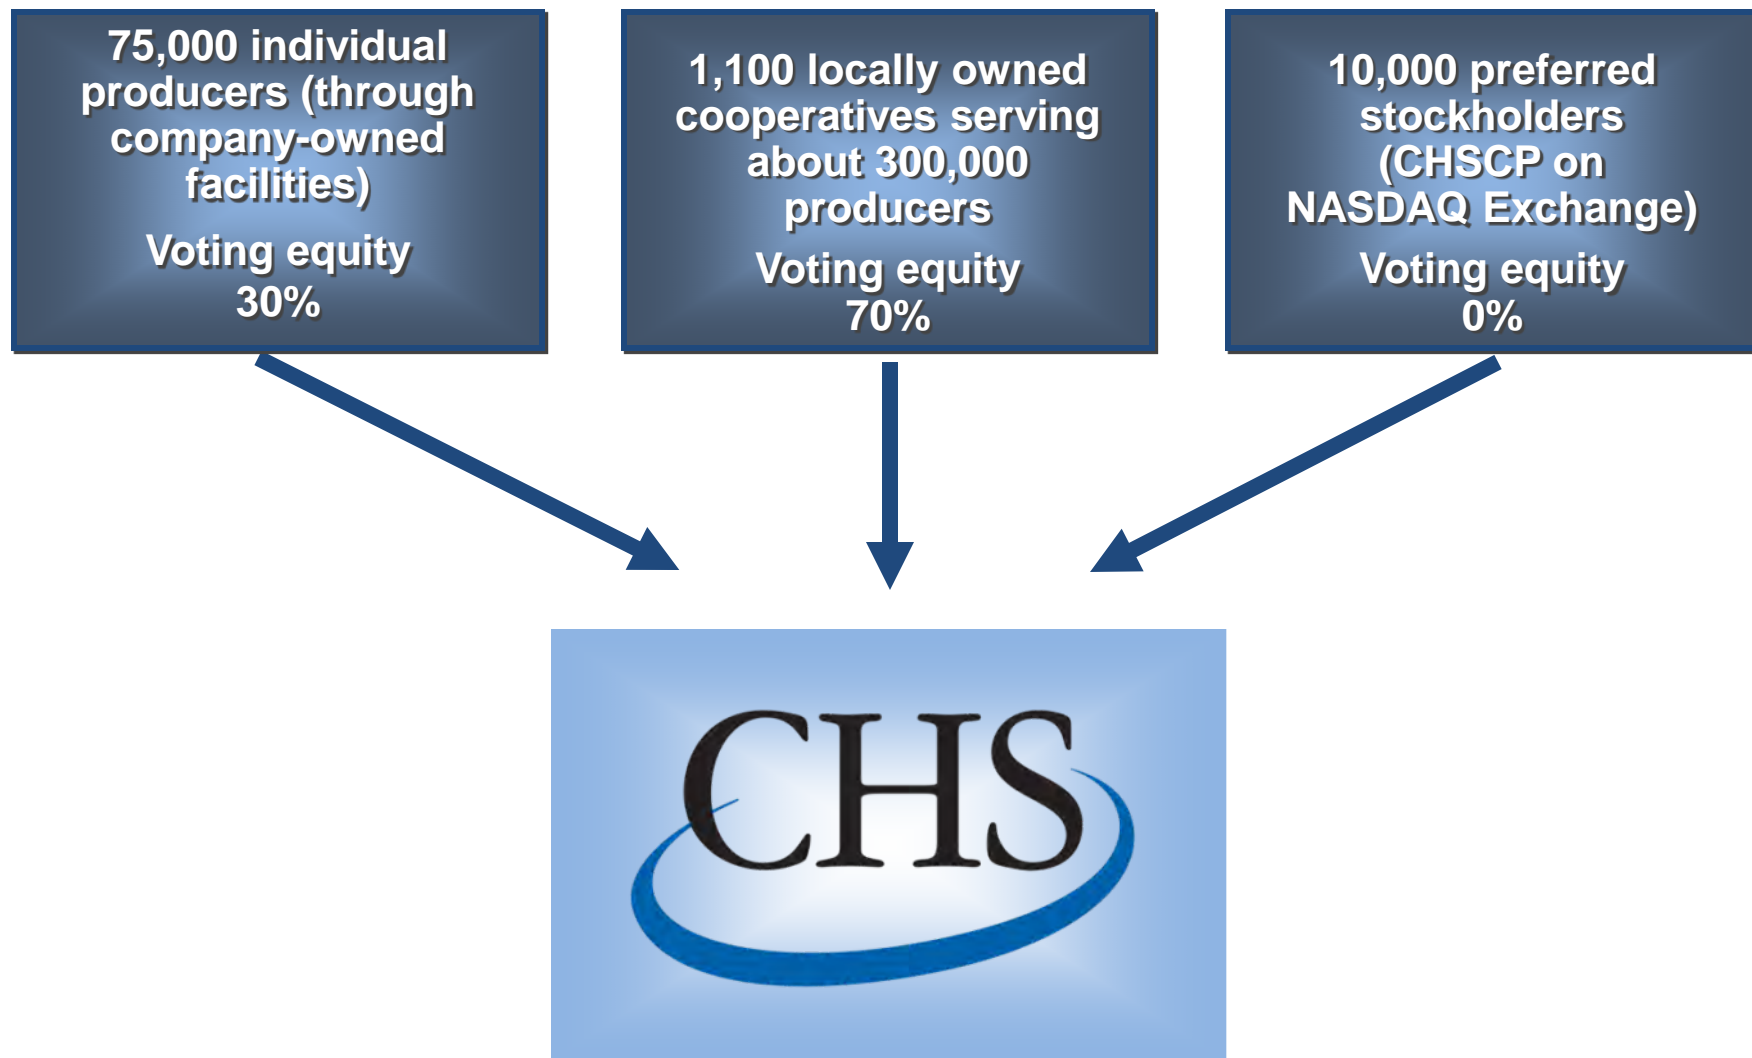 75,000 individual
producers (through
company-owned
facilities)
Voting equity
30%
1,100 locally owned
cooperatives serving
about 300,000
producers
Voting equity
70%
10,000 preferred
stockholders
(CHSCP on
NASDAQ Exchange)
Voting equity
0%
CHS